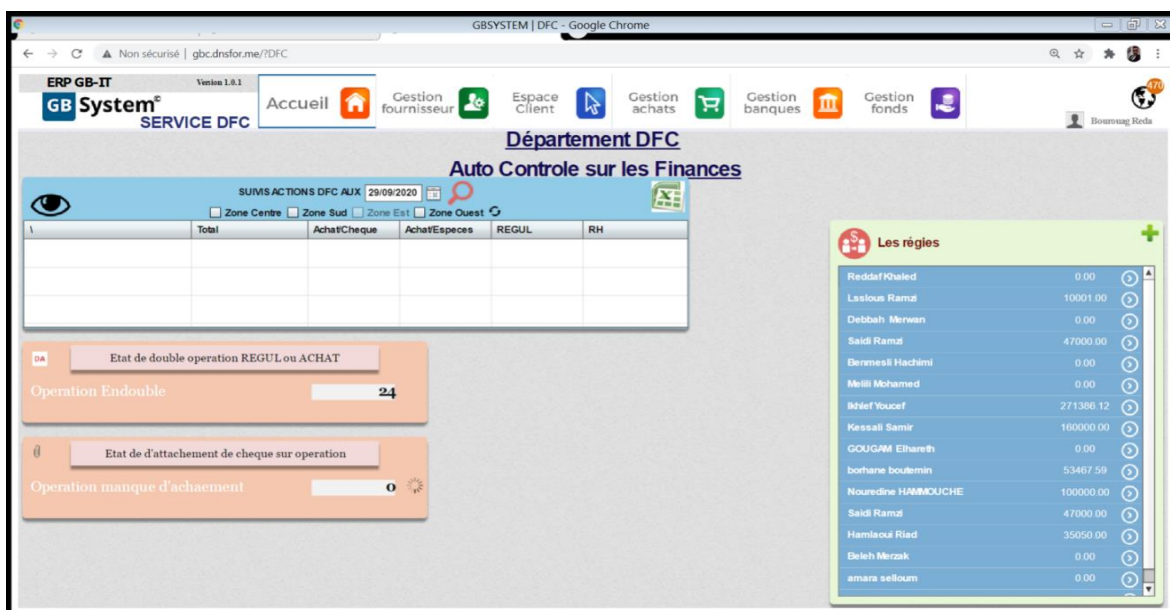 GBSYSTEM | DFC - Google Chrome
Non sécurisé | gbc.dnsfor.me/?DFC
ERP GB-IT Version 1.0.1
GB System©
SERVICE DFC
Accueil
Gestion fournisseur
Espace Client
Gestion achats
Gestion banques
Gestion fonds
470
Bourouag Reda
Département DFC
Auto Controle sur les Finances
SUIVIS ACTIONS DFC AUX 29/09/2020
Zone Centre Zone Sud Zone Est Zone Ouest
\ Total Achat/Cheque Achat/Especes REGUL RH
DA Etat de double operation REGUL ou ACHAT
Operation Endouble 24
Etat de d'attachement de cheque sur operation
Operation manque d'achaement 0
Les régies
Reddaf Khaled 0.00
Lsslous Ramzi 10001.00
Debbah Merwan 0.00
Saidi Ramzi 47000.00
Benmesli Hachimi 0.00
Melili Mohamed 0.00
Ikhlef Youcef 271386.12
Kessali Samir 160000.00
GOUGAM Elhareth 0.00
borhane boutemin 53467.59
Nouredine HAMMOUCHE 100000.00
Saidi Ramzi 47000.00
Hamlaoui Riad 35050.00
Beleh Merzak 0.00
amara selloum 0.00